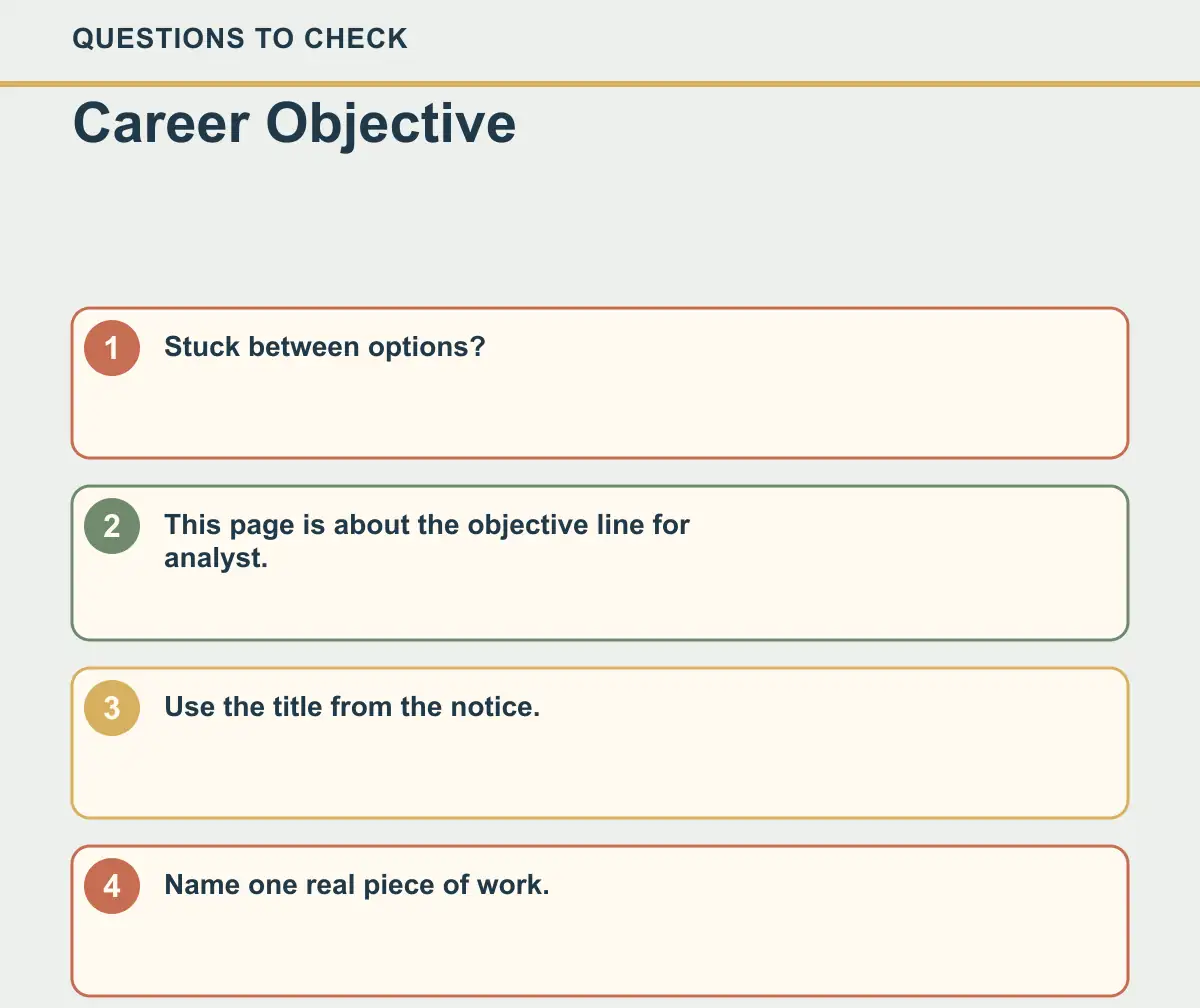 QUESTIONS TO CHECK
Career Objective
1
Stuck between options?
2
This page is about the objective line for
analyst.
3
Use the title from the notice.
4
Name one real piece of work.